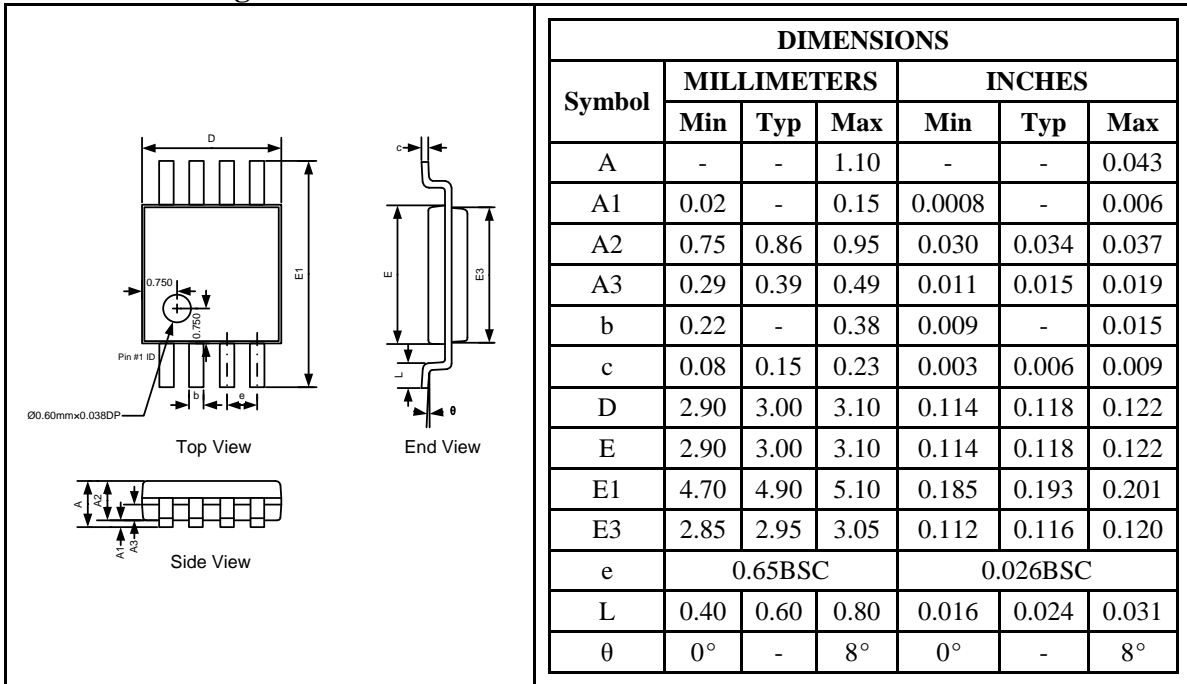 D
c
E1
E
E3
0.750
0.750
Pin #1 ID
L
b
e
θ
Ø0.60mm×0.038DP
Top View
End View
A
A2
A1
A3
Side View
DIMENSIONS
Symbol MILLIMETERS INCHES
Min Typ Max Min Typ Max
A - - 1.10 - - 0.043
A1 0.02 - 0.15 0.0008 - 0.006
A2 0.75 0.86 0.95 0.030 0.034 0.037
A3 0.29 0.39 0.49 0.011 0.015 0.019
b 0.22 - 0.38 0.009 - 0.015
c 0.08 0.15 0.23 0.003 0.006 0.009
D 2.90 3.00 3.10 0.114 0.118 0.122
E 2.90 3.00 3.10 0.114 0.118 0.122
E1 4.70 4.90 5.10 0.185 0.193 0.201
E3 2.85 2.95 3.05 0.112 0.116 0.120
e 0.65BSC 0.026BSC
L 0.40 0.60 0.80 0.016 0.024 0.031
θ 0° - 8° 0° - 8°